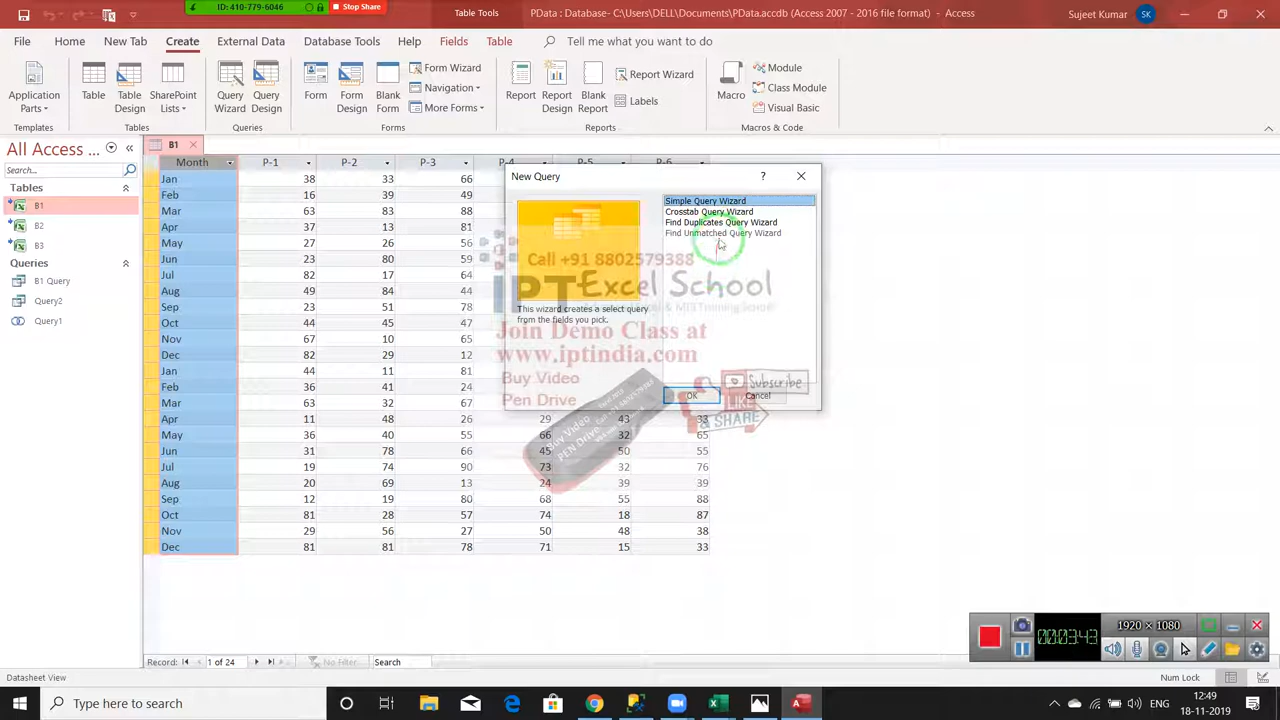 ID: 410-779-6046
Stop Share
Table Tools
PData : Database- C:\Users\DELL\Documents\PData.accdb (Access 2007 - 2016 file format) - Access
Sujeet Kumar
SK
File
Home
New Tab
Create
External Data
Database Tools
Help
Fields
Table
Tell me what you want to do
Application Parts
Table
Table Design
SharePoint Lists
Query Wizard
Query Design
Form
Form Design
Blank Form
Form Wizard
Navigation
More Forms
Report
Report Design
Blank Report
Report Wizard
Labels
Macro
Module
Class Module
Visual Basic
Templates
Tables
Queries
Forms
Reports
Macros & Code
All Access ...
Search...
Tables
B1
B2
B3
Queries
B1 Query
Query2
Query1
B1
Month P-1 P-2 P-3 P-4 P-5 P-6
Jan 38 33 66
Feb 16 39 49
Mar 63 83 88
Apr 37 13 81
May 27 26 56
Jun 23 80 59
Jul 82 17 64
Aug 49 84 44
Sep 23 51 78
Oct 44 45 47
Nov 67 10 65
Dec 82 29 12
Jan 44 11 81
Feb 36 41 24
Mar 63 32 67
Apr 11 48 26 29 43 33
May 36 40 55 66 32 65
Jun 31 78 66 45 50 55
Jul 19 74 90 73 32 76
Aug 20 69 13 24 39 39
Sep 12 19 80 68 55 88
Oct 81 28 57 74 18 87
Nov 29 56 27 50 48 38
Dec 81 81 78 71 15 33
New Query
?
Simple Query Wizard
Crosstab Query Wizard
Find Duplicates Query Wizard
Find Unmatched Query Wizard
This wizard creates a select query
from the fields you pick.
OK
Cancel
Call +91 8802579388
IPT Excel School
Join Demo Class at
www.iptindia.com
Buy Video
Pen Drive
Buy Video
PEN Drive
Subscribe
LIKE
& SHARE
Record:
1 of 24
No Filter
Search
00:03:43
1920 × 1080
Datasheet View
Num Lock
Type here to search
ENG
12:49
18-11-2019